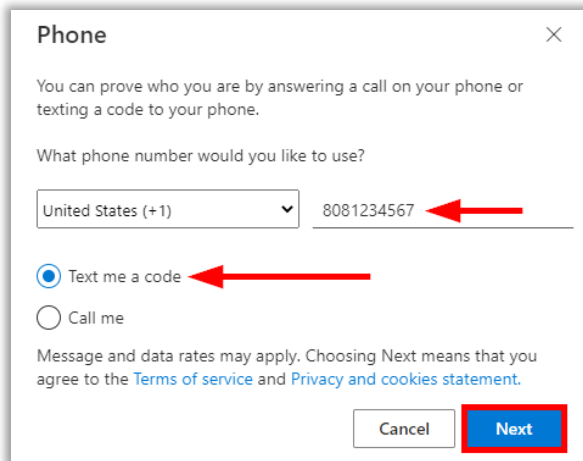 Phone
You can prove who you are by answering a call on your phone or
texting a code to your phone.
What phone number would you like to use?
United States (+1) 8081234567
Text me a code
Call me
Message and data rates may apply. Choosing Next means that you
agree to the Terms of service and Privacy and cookies statement.
Cancel Next